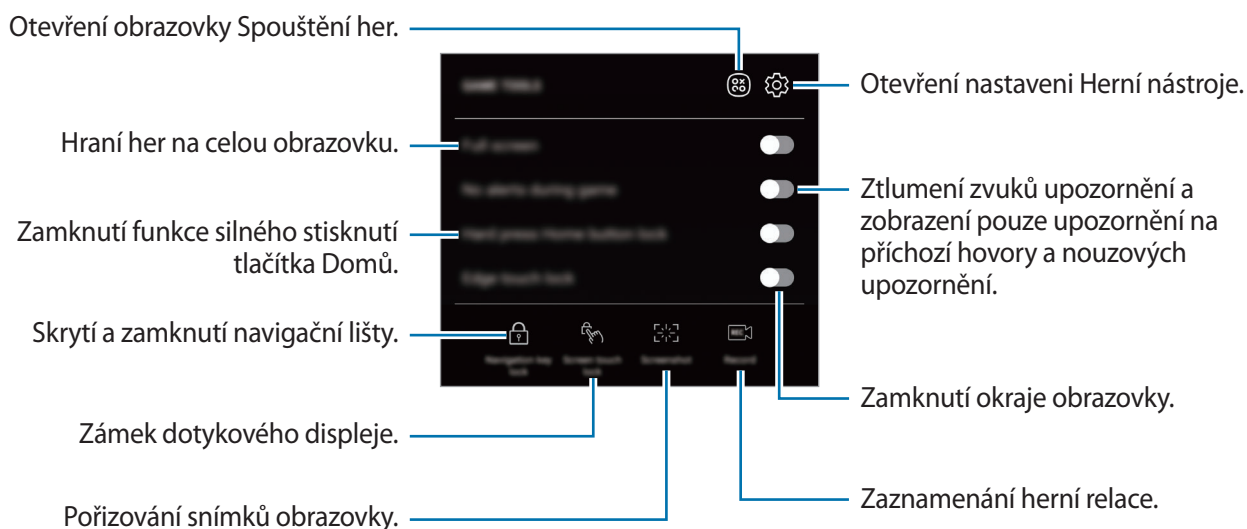 Otevření obrazovky Spouštění her.
GAME TOOLS
Otevření nastaveni Herní nástroje.
Hraní her na celou obrazovku.
Full screen
No alerts during game
Ztlumení zvuků upozornění a
zobrazení pouze upozornění na
příchozí hovory a nouzových
upozornění.
Zamknutí funkce silného stisknutí
tlačítka Domů.
Hard press Home button lock
Edge touch lock
Skrytí a zamknutí navigační lišty.
REC
Navigation key
lock
Screen touch
lock
Screenshot
Record
Zamknutí okraje obrazovky.
Zámek dotykového displeje.
Zaznamenání herní relace.
Pořizování snímků obrazovky.